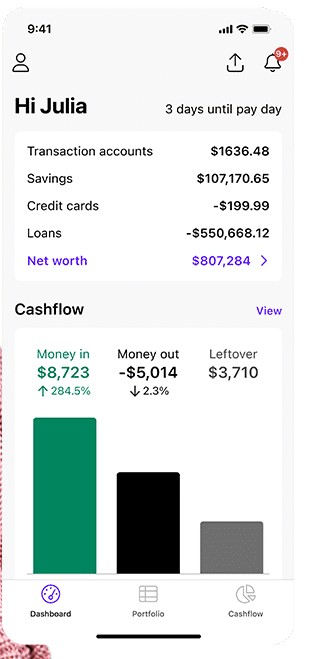 9:41
9+
Hi Julia 3 days until pay day
Transaction accounts $1636.48
Savings $107,170.65
Credit cards -$199.99
Loans -$550,668.12
Net worth $807,284
Cashflow View
Money in Money out Leftover
$8,723 -$5,014 $3,710
284.5% 2.3%
Dashboard Portfolio Cashflow